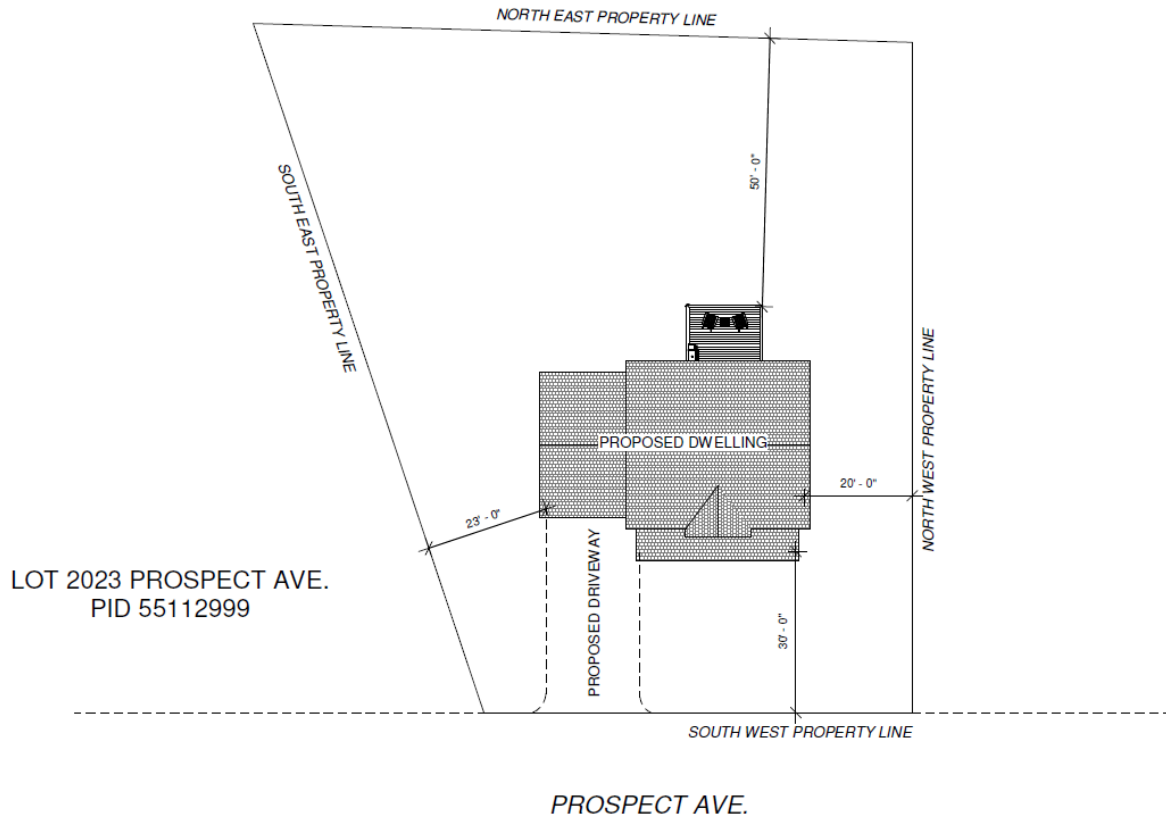 NORTH EAST PROPERTY LINE
SOUTH EAST PROPERTY LINE
50' - 0"
NORTH WEST PROPERTY LINE
PROPOSED DWELLING
20' - 0"
23' - 0"
PROPOSED DRIVEWAY
LOT 2023 PROSPECT AVE.
PID 55112999
30' - 0"
SOUTH WEST PROPERTY LINE
PROSPECT AVE.